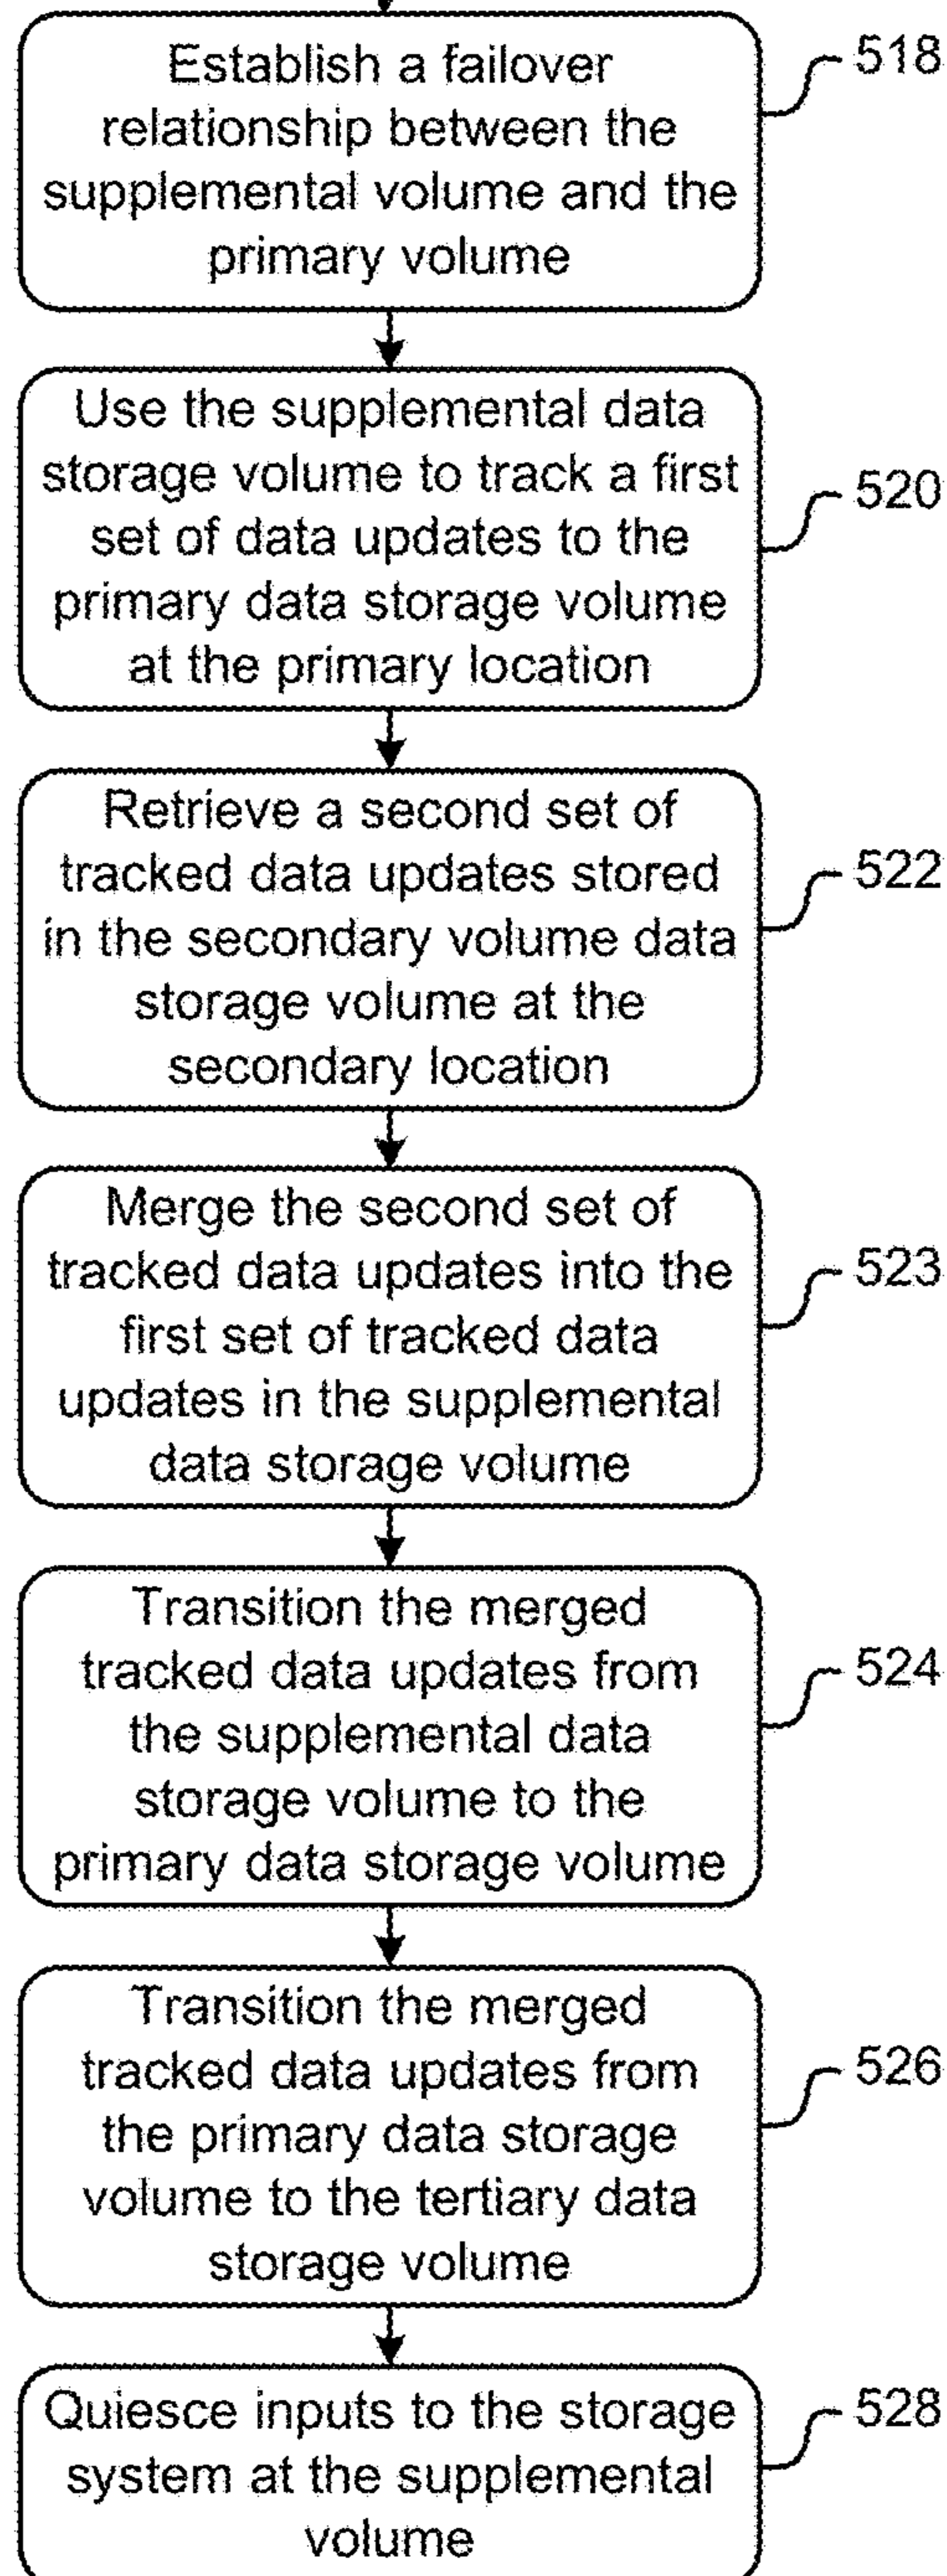 Establish a failover
relationship between the
supplemental volume and the
primary volume
518
Use the supplemental data
storage volume to track a first
set of data updates to the
primary data storage volume
at the primary location
520
Retrieve a second set of
tracked data updates stored
in the secondary volume data
storage volume at the
secondary location
522
Merge the second set of
tracked data updates into the
first set of tracked data
updates in the supplemental
data storage volume
523
Transition the merged
tracked data updates from
the supplemental data
storage volume to the
primary data storage volume
524
Transition the merged
tracked data updates from
the primary data storage
volume to the tertiary data
storage volume
526
Quiesce inputs to the storage
system at the supplemental
volume
528